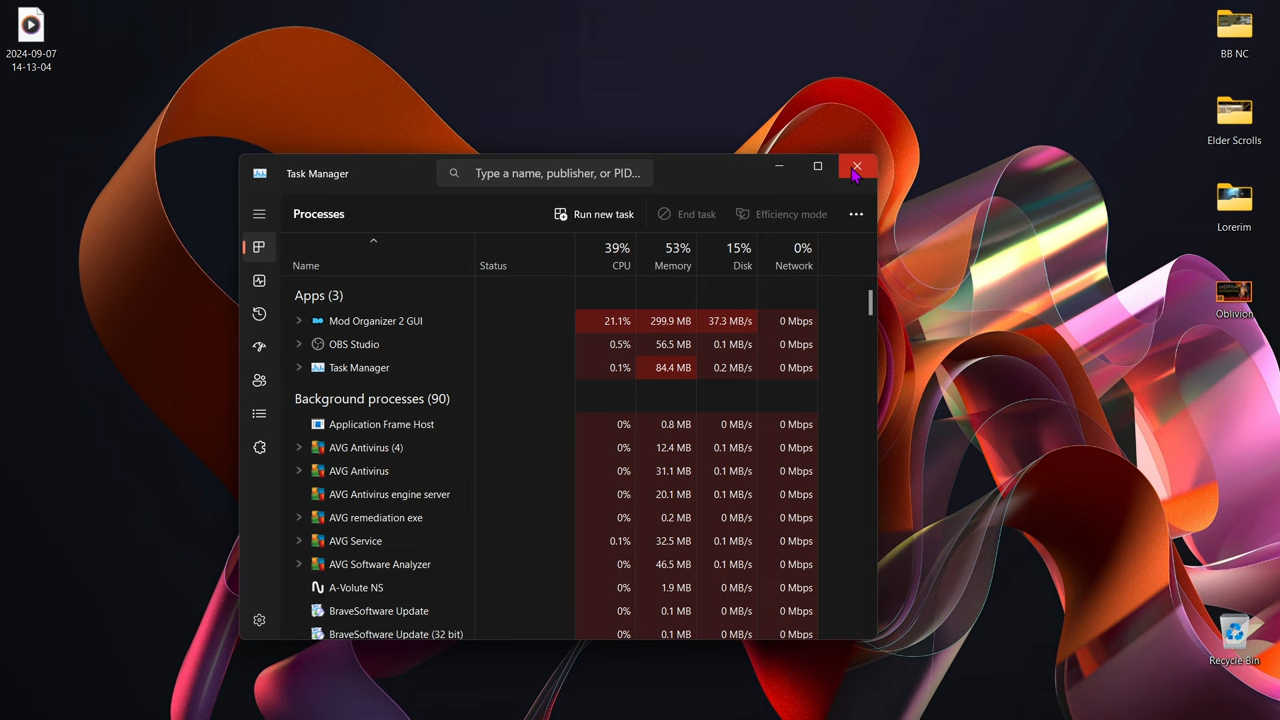 2024-09-07
14-13-04
BB NC
Elder Scrolls
Lorerim
Oblivion
Recycle Bin
Task Manager
Type a name, publisher, or PID...
Processes
Run new task
End task
Efficiency mode
39% 53% 15% 0%
Name Status CPU Memory Disk Network
Apps (3)
Mod Organizer 2 GUI 21.1% 299.9 MB 37.3 MB/s 0 Mbps
OBS Studio 0.5% 56.5 MB 0.1 MB/s 0 Mbps
Task Manager 0.1% 84.4 MB 0.2 MB/s 0 Mbps
Background processes (90)
Application Frame Host 0% 0.8 MB 0 MB/s 0 Mbps
AVG Antivirus (4) 0% 12.4 MB 0.1 MB/s 0 Mbps
AVG Antivirus 0% 31.1 MB 0.1 MB/s 0 Mbps
AVG Antivirus engine server 0% 20.1 MB 0.1 MB/s 0 Mbps
AVG remediation exe 0% 0.2 MB 0 MB/s 0 Mbps
AVG Service 0.1% 32.5 MB 0.1 MB/s 0 Mbps
AVG Software Analyzer 0% 46.5 MB 0.1 MB/s 0 Mbps
A-Volute NS 0% 1.9 MB 0 MB/s 0 Mbps
BraveSoftware Update 0% 0.1 MB 0 MB/s 0 Mbps
BraveSoftware Update (32 bit) 0% 0.1 MB 0 MB/s 0 Mbps